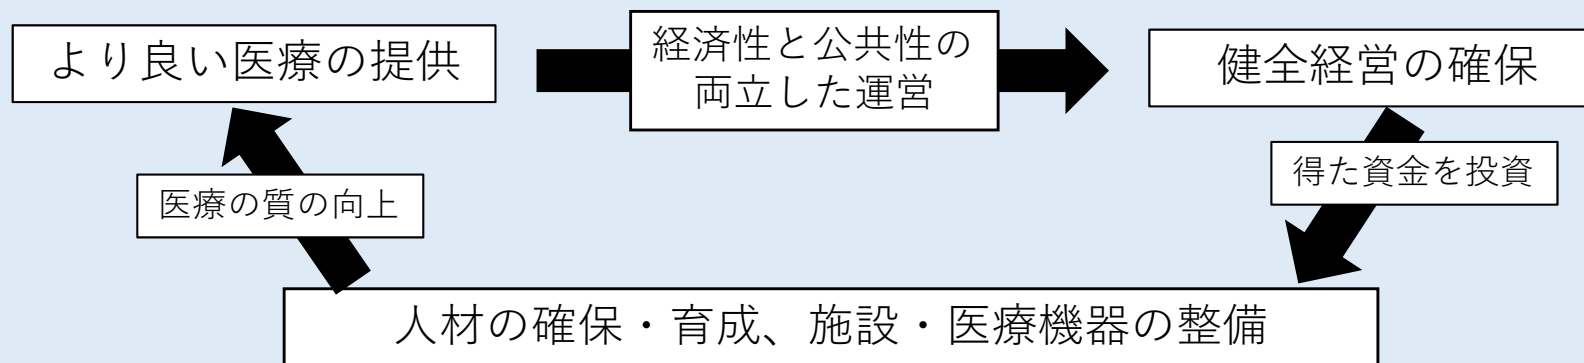 より良い医療の提供
経済性と公共性の
両立した運営
健全経営の確保
医療の質の向上
得た資金を投資
人材の確保・育成、施設・医療機器の整備